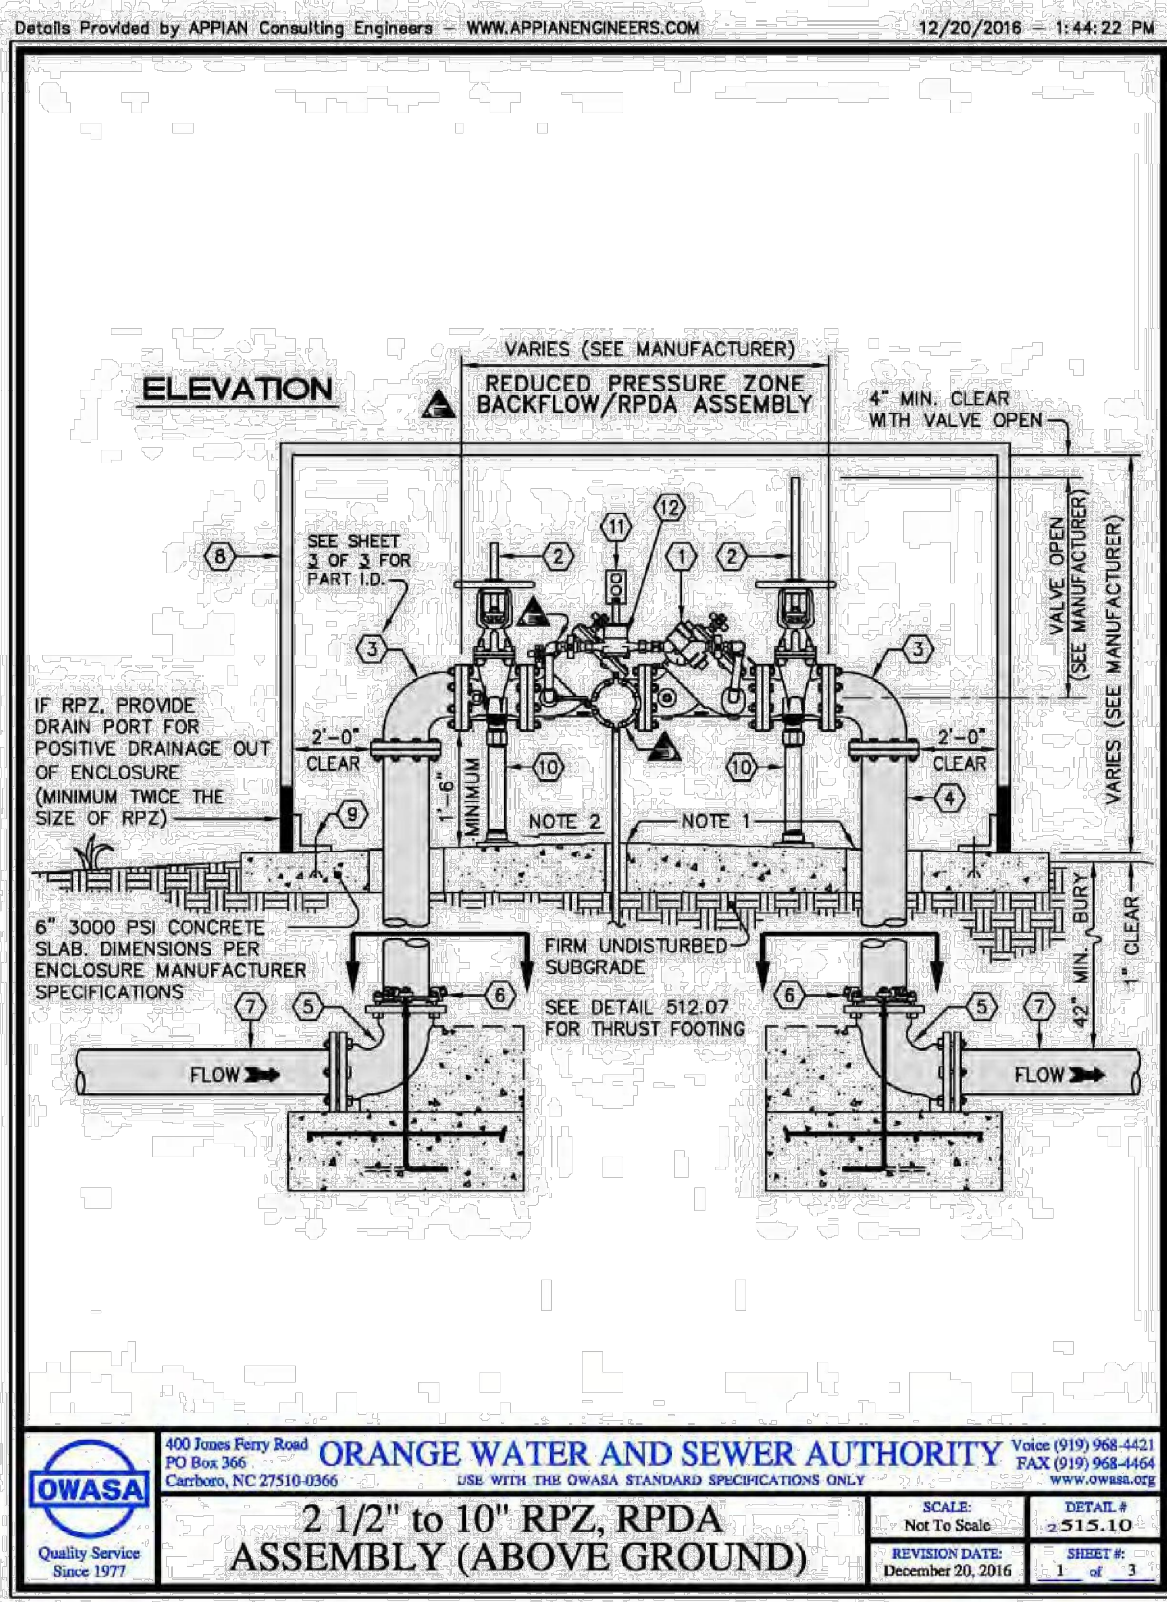 Details Provided by APPIAN Consulting Engineers – WWW.APPIANENGINEERS.COM
12/20/2016 – 1:44:22 PM
VARIES (SEE MANUFACTURER)
ELEVATION
REDUCED PRESSURE ZONE
BACKFLOW/RPDA ASSEMBLY
4" MIN. CLEAR
WITH VALVE OPEN
SEE SHEET
3 OF 3 FOR
PART I.D.
8
2
11
12
1
2
3
3
VALVE OPEN
(SEE MANUFACTURER)
VARIES (SEE MANUFACTURER)
IF RPZ, PROVIDE
DRAIN PORT FOR
POSITIVE DRAINAGE OUT
OF ENCLOSURE
(MINIMUM TWICE THE
SIZE OF RPZ)
2'-0"
CLEAR
1'-6"
MINIMUM
10
10
2'-0"
CLEAR
4
9
NOTE 2
NOTE 1
6" 3000 PSI CONCRETE
SLAB. DIMENSIONS PER
ENCLOSURE MANUFACTURER
SPECIFICATIONS
FIRM UNDISTURBED
SUBGRADE
42" MIN. BURY
1" CLEAR
7
5
6
SEE DETAIL 512.07
FOR THRUST FOOTING
6
5
7
FLOW
FLOW
OWASA
Quality Service
Since 1977
400 Jones Ferry Road
PO Box 366
Carrboro, NC 27510-0366
ORANGE WATER AND SEWER AUTHORITY
USE WITH THE OWASA STANDARD SPECIFICATIONS ONLY
Voice (919) 968-4421
FAX (919) 968-4464
www.owasa.org
2 1/2" to 10" RPZ, RPDA
ASSEMBLY (ABOVE GROUND)
SCALE:
Not To Scale
DETAIL #
515.10
REVISION DATE:
December 20, 2016
SHEET #:
1 of 3